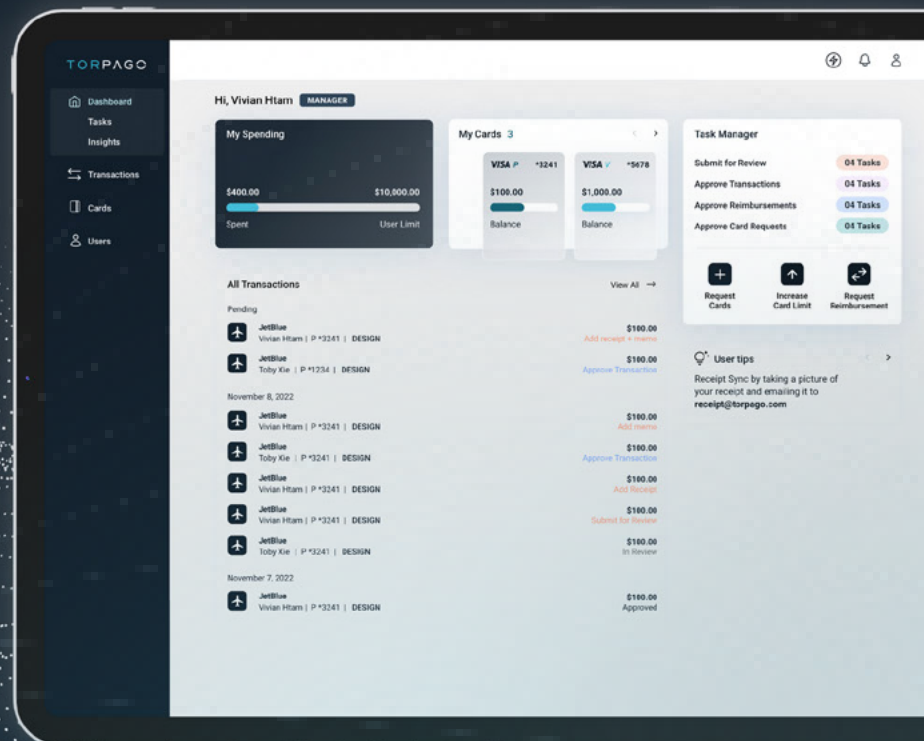 TORPAGO
Dashboard
Tasks
Insights
Transactions
Cards
Users
Hi, Vivian Htam MANAGER
My Spending
$400.00 $10,000.00
Spent User Limit
My Cards 3
VISA P *3241
$100.00
Balance
VISA V *5678
$1,000.00
Balance
Task Manager
Submit for Review 04 Tasks
Approve Transactions 04 Tasks
Approve Reimbursements 04 Tasks
Approve Card Requests 04 Tasks
Request Cards
Increase Card Limit
Request Reimbursement
User tips
Receipt Sync by taking a picture of
your receipt and emailing it to
receipt@torpago.com
All Transactions View All →
Pending
JetBlue $100.00
Vivian Htam | P *3241 | DESIGN Add receipt + memo
JetBlue $100.00
Toby Xie | P *1234 | DESIGN Approve Transaction
November 8, 2022
JetBlue $100.00
Vivian Htam | P *3241 | DESIGN Add memo
JetBlue $100.00
Toby Xie | P *3241 | DESIGN Approve Transaction
JetBlue $100.00
Vivian Htam | P *3241 | DESIGN Add Receipt
JetBlue $100.00
Vivian Htam | P *3241 | DESIGN Submit for Review
JetBlue $100.00
Toby Xie | P *3241 | DESIGN In Review
November 7, 2022
JetBlue $100.00
Vivian Htam | P *3241 | DESIGN Approved